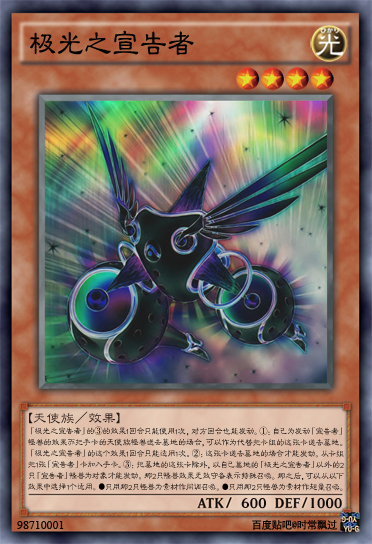 极光之宣告者
ひかり
光
【天使族／效果】
「极光之宣告者」的③的效果1回合只能使用1次，对方回合也能发动。①：自己为发动「宣告者」
怪兽的效果而把手卡的天使族怪兽送去墓地的场合，可以作为代替从卡组的这张卡送去墓地。
「极光之宣告者」的这个效果1回合只能适用1次。②：这张卡送去墓地的场合才能发动。从卡组
把1张「宣告者」卡加入手卡。③：把墓地的这张卡除外，以自己墓地的「极光之宣告者」以外的2
只「宣告者」怪兽为对象才能发动。那2只怪兽效果无效守备表示特殊召唤。那之后，可以从以下
效果中选择1个适用。●只用那2只怪兽为素材作同调召唤。●只用那2只怪兽为素材作超量召唤。
ATK/ 600 DEF/1000
98710001
百度贴吧@时常飘过